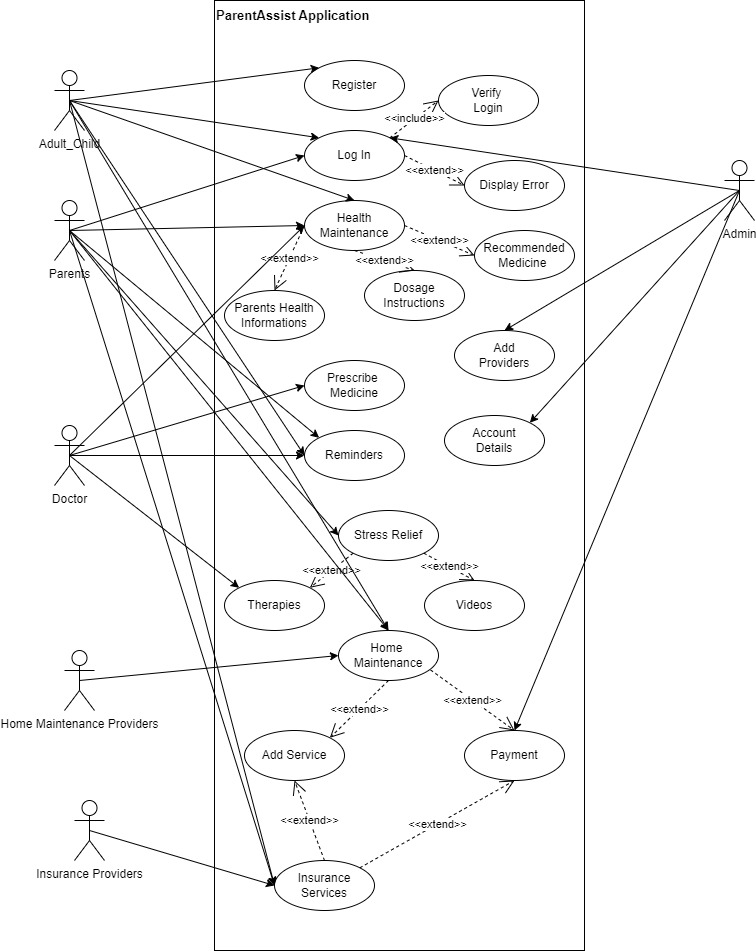 ParentAssist Application
Register
Verify
Login
Adult_Child
<<include>>
Log In
<<extend>>
Display Error
Admin
Health
Maintenance
Parents
<<extend>>
Recommended
Medicine
<<extend>>
<<extend>>
Dosage
Instructions
Parents Health
Informations
Add
Providers
Prescribe
Medicine
Account
Details
Reminders
Doctor
Stress Relief
<<extend>>
<<extend>>
Therapies
Videos
Home
Maintenance
Home Maintenance Providers
<<extend>>
<<extend>>
Add Service
Payment
<<extend>>
<<extend>>
Insurance
Services
Insurance Providers